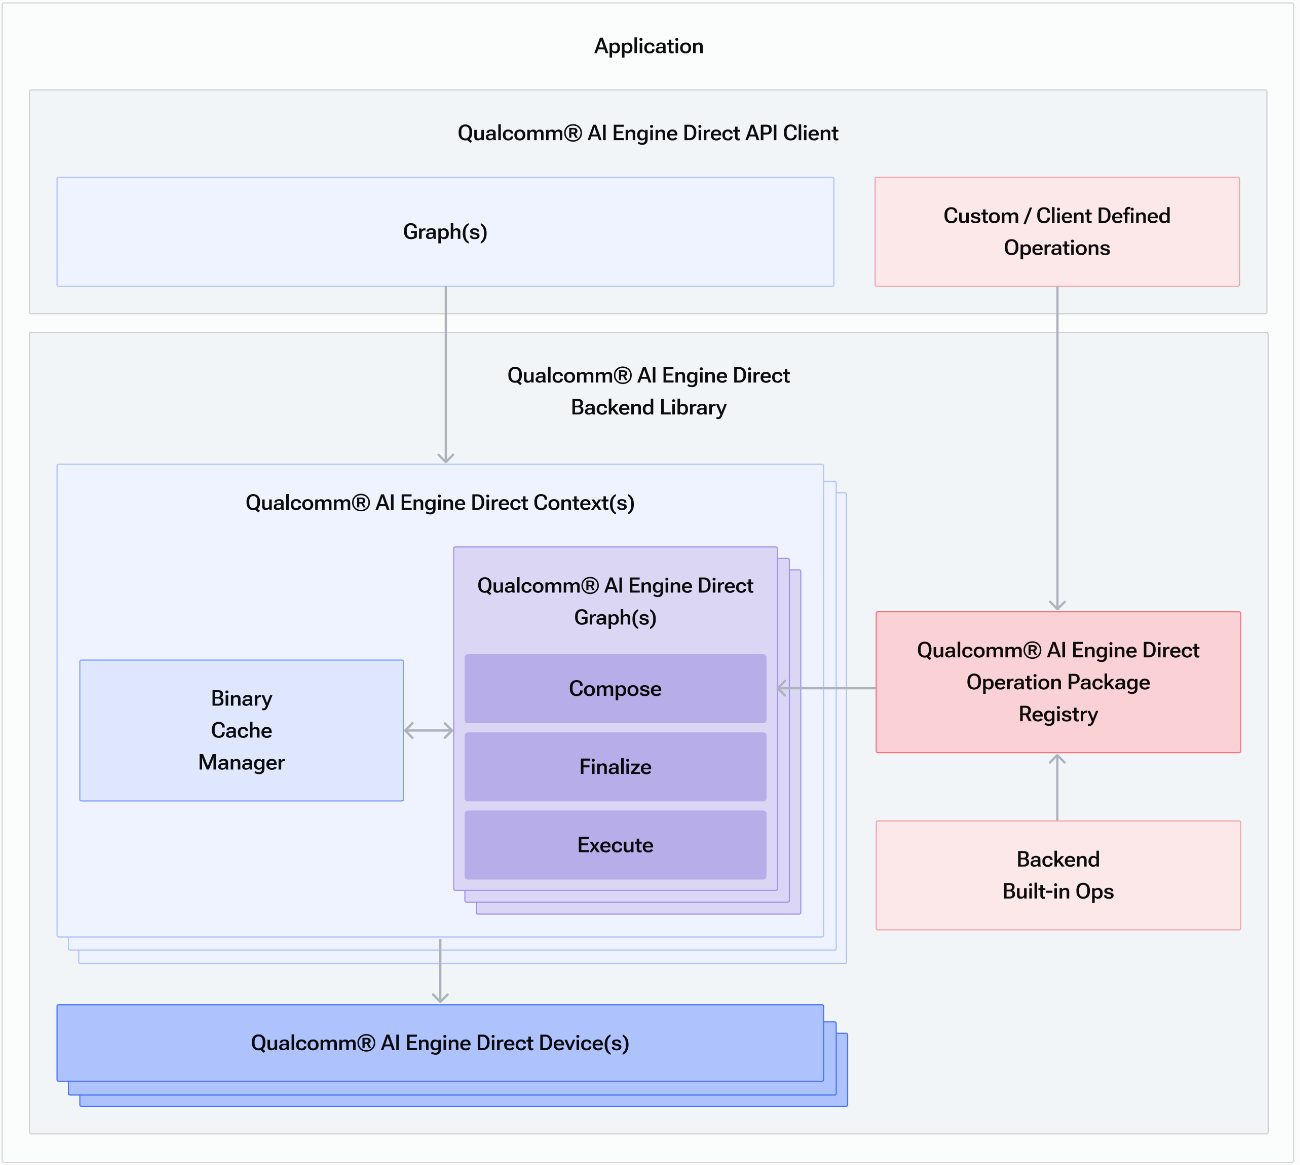 Application
Qualcomm® AI Engine Direct API Client
Graph(s)
Custom / Client Defined
Operations
Qualcomm® AI Engine Direct
Backend Library
Qualcomm® AI Engine Direct Context(s)
Qualcomm® AI Engine Direct
Graph(s)
Compose
Finalize
Execute
Binary
Cache
Manager
Qualcomm® AI Engine Direct
Operation Package
Registry
Backend
Built-in Ops
Qualcomm® AI Engine Direct Device(s)